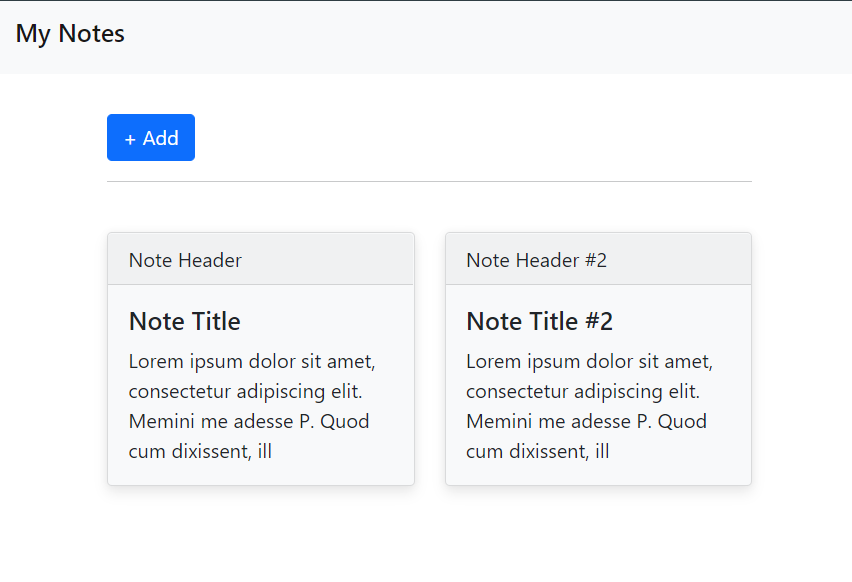 My Notes
+ Add
Note Header
Note Title
Lorem ipsum dolor sit amet,
consectetur adipiscing elit.
Memini me adesse P. Quod
cum dixissent, ill
Note Header #2
Note Title #2
Lorem ipsum dolor sit amet,
consectetur adipiscing elit.
Memini me adesse P. Quod
cum dixissent, ill